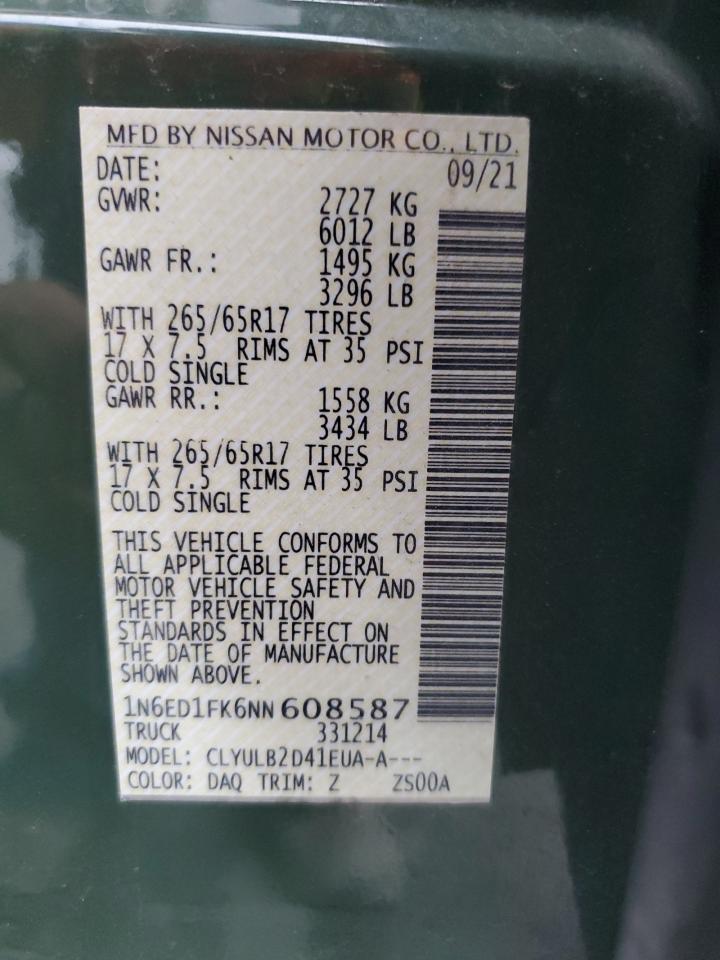 MFD BY NISSAN MOTOR CO., LTD.
DATE: 09/21
GVWR: 2727 KG
6012 LB
GAWR FR.: 1495 KG
3296 LB
WITH 265/65R17 TIRES
17 X 7.5 RIMS AT 35 PSI
COLD SINGLE
GAWR RR.: 1558 KG
3434 LB
WITH 265/65R17 TIRES
17 X 7.5 RIMS AT 35 PSI
COLD SINGLE
THIS VEHICLE CONFORMS TO
ALL APPLICABLE FEDERAL
MOTOR VEHICLE SAFETY AND
THEFT PREVENTION
STANDARDS IN EFFECT ON
THE DATE OF MANUFACTURE
SHOWN ABOVE.
1N6ED1FK6NN608587
TRUCK 331214
MODEL: CLYULB2D41EUA-A---
COLOR: DAQ TRIM: Z ZS00A